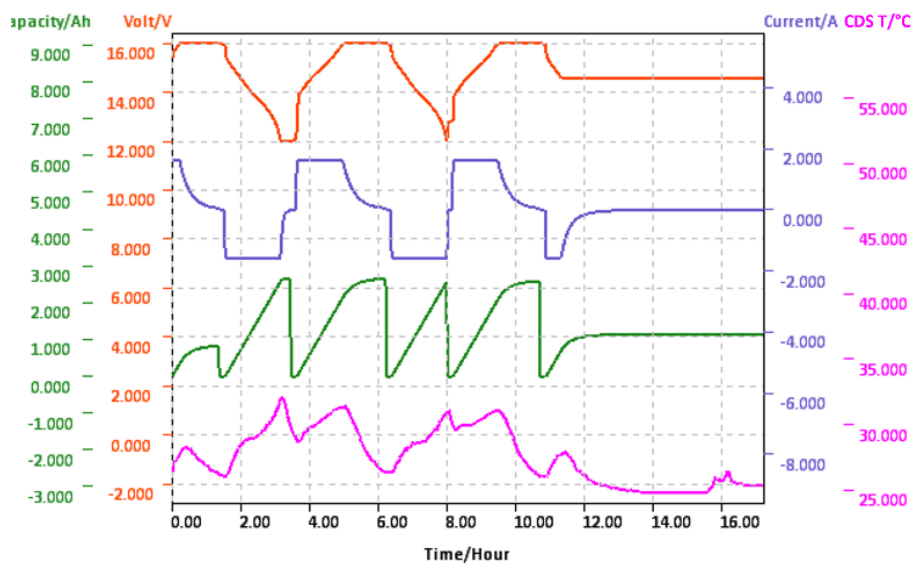 apacity/Ah Volt/V Current/A CDS T/°C
9.000 16.000
8.000 14.000 4.000 55.000
7.000
6.000 12.000 2.000 50.000
5.000 10.000
4.000 8.000 0.000 45.000
3.000 6.000 -2.000 40.000
2.000
1.000 4.000 -4.000 35.000
0.000 2.000
-1.000 -6.000 30.000
-2.000 0.000 -8.000
-3.000 -2.000 25.000
0.00 2.00 4.00 6.00 8.00 10.00 12.00 14.00 16.00
Time/Hour